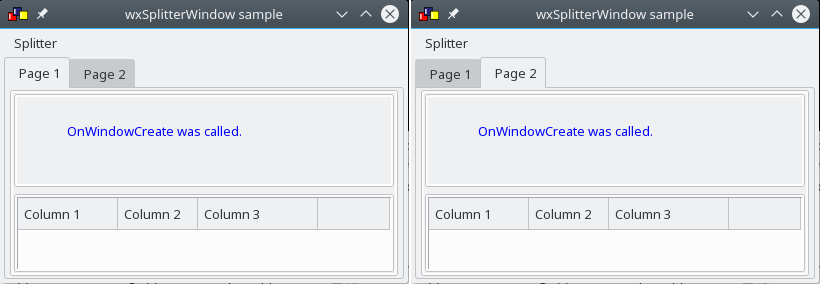 wxSplitterWindow sample
Splitter
Page 1 Page 2
OnWindowCreate was called.
Column 1 Column 2 Column 3
wxSplitterWindow sample
Splitter
Page 1 Page 2
OnWindowCreate was called.
Column 1 Column 2 Column 3